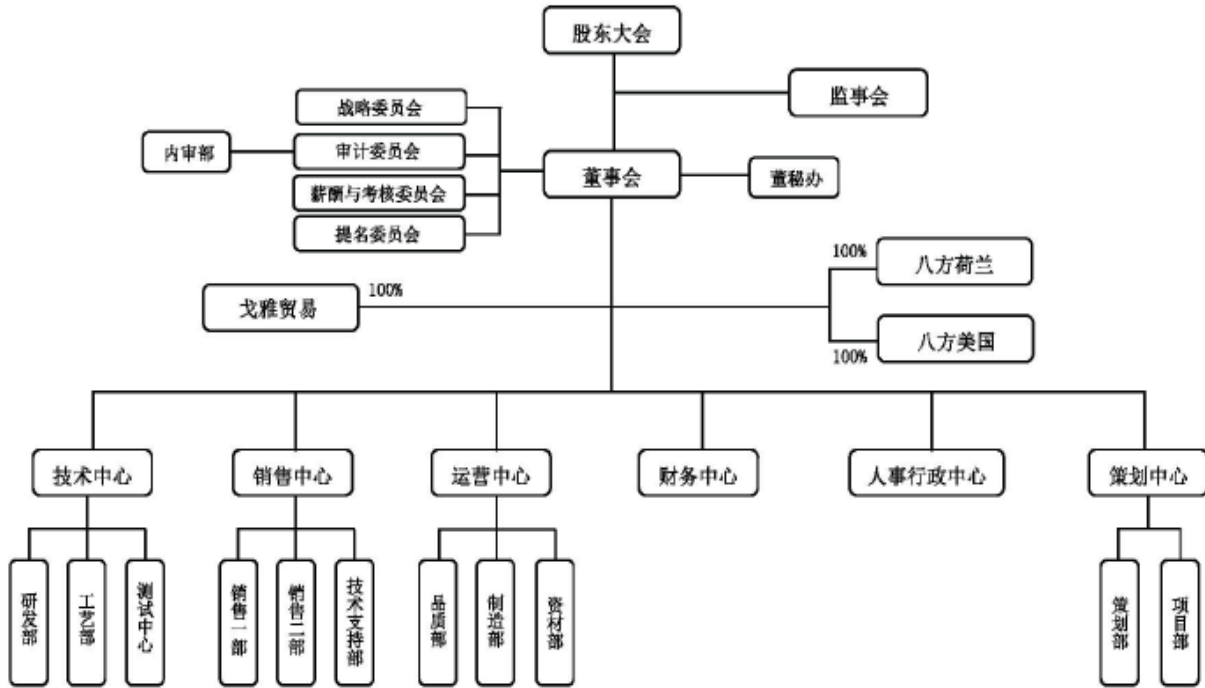 股东大会
监事会
战略委员会
内审部
审计委员会
董事会
董秘办
薪酬与考核委员会
提名委员会
100%
八方荷兰
戈雅贸易
100%
八方美国
100%
技术中心
销售中心
运营中心
财务中心
人事行政中心
策划中心
研发部
工艺部
测试中心
销售一部
销售二部
技术支持部
品质部
制造部
资材部
策划部
项目部